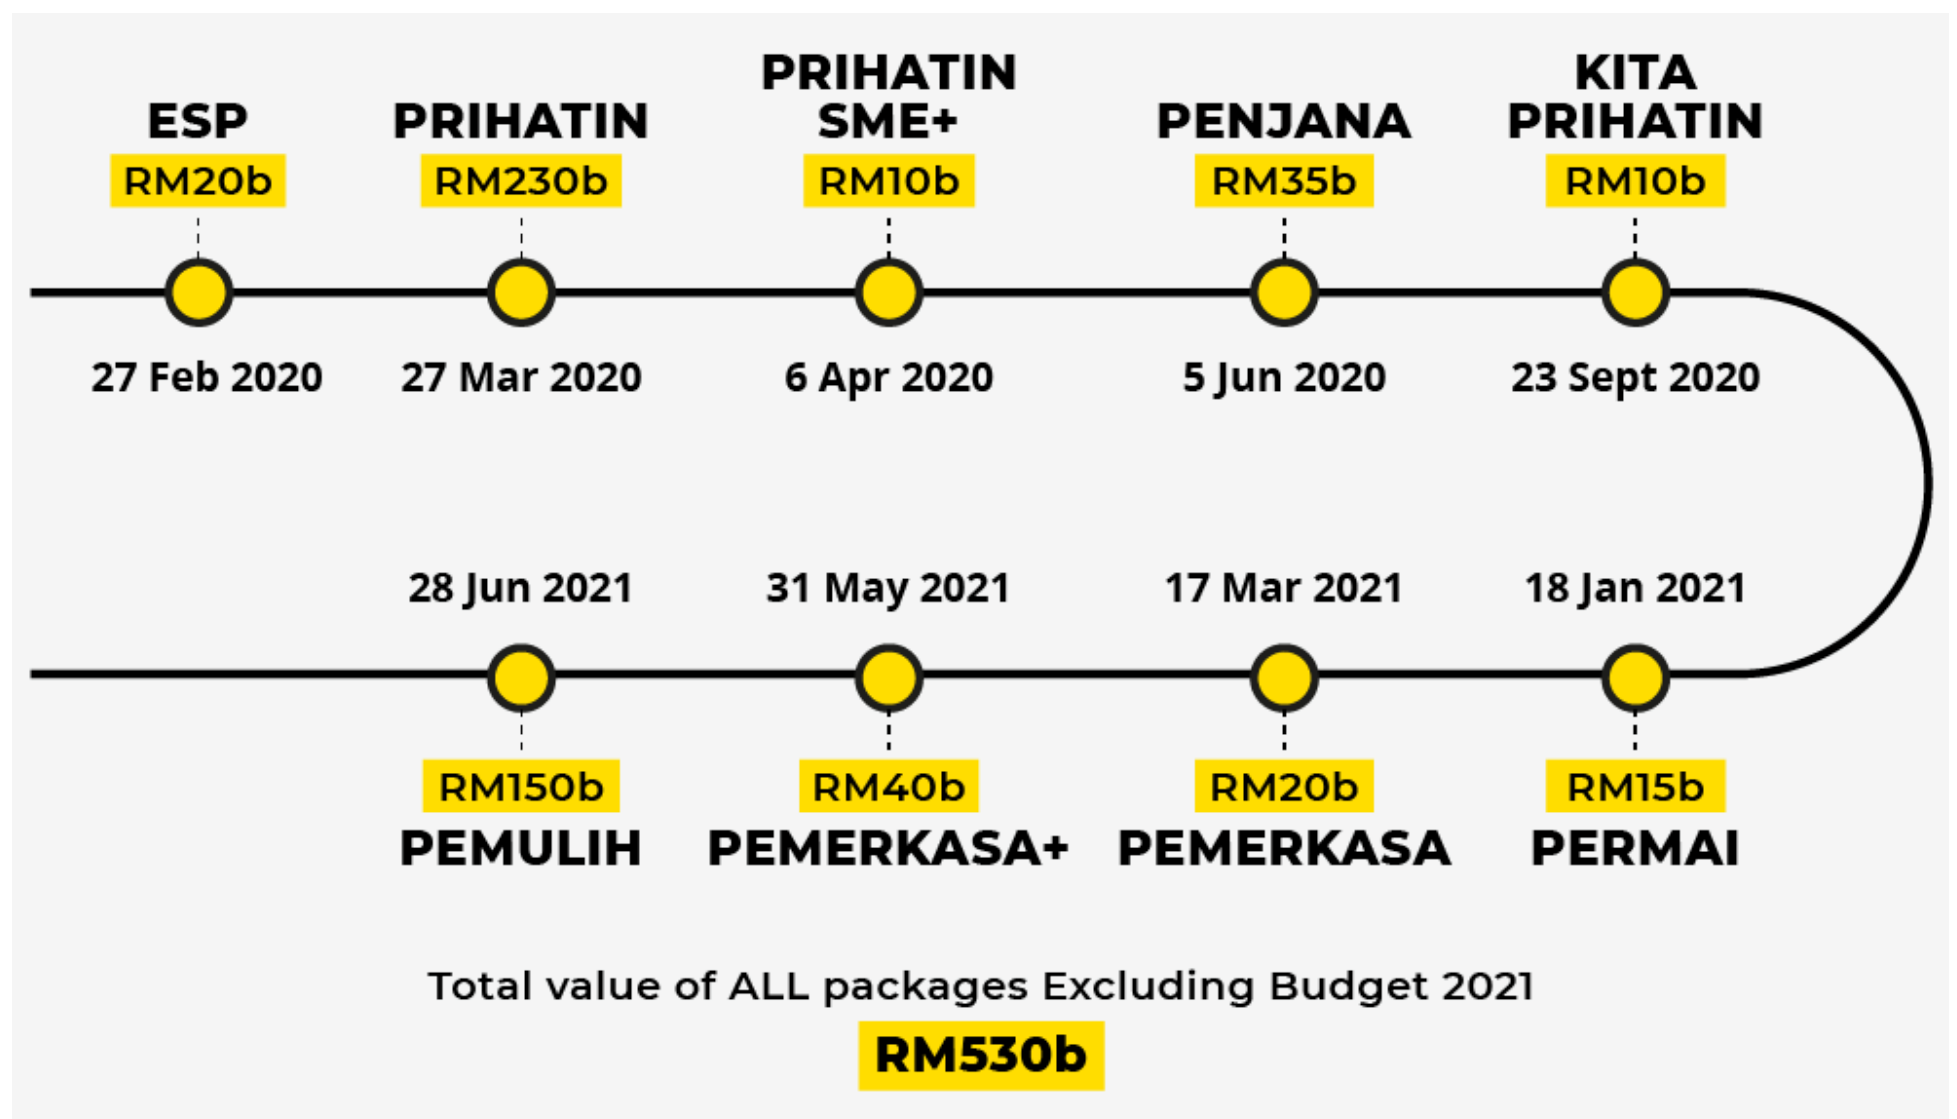 ESP
RM20b
27 Feb 2020
PRIHATIN
RM230b
27 Mar 2020
PRIHATIN
SME+
RM10b
6 Apr 2020
PENJANA
RM35b
5 Jun 2020
KITA
PRIHATIN
RM10b
23 Sept 2020
18 Jan 2021
RM15b
PERMAI
17 Mar 2021
RM20b
PEMERKASA
31 May 2021
RM40b
PEMERKASA+
28 Jun 2021
RM150b
PEMULIH
Total value of ALL packages Excluding Budget 2021
RM530b